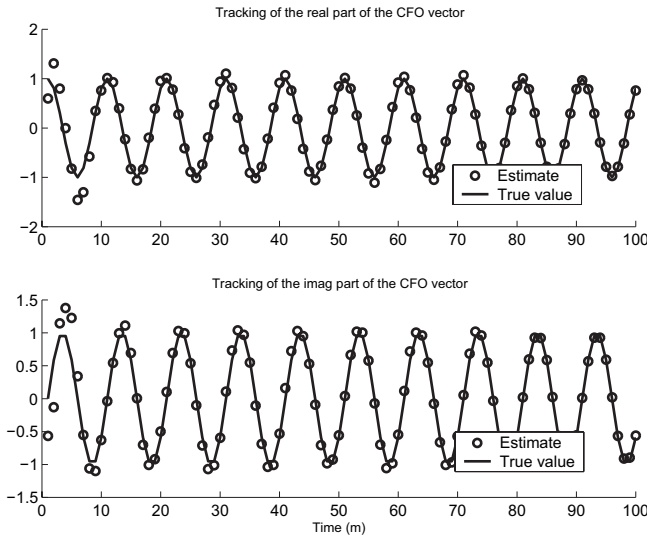 Tracking of the real part of the CFO vector
2
1
0
−1
−2
0 10 20 30 40 50 60 70 80 90 100
Estimate
True value
Tracking of the imag part of the CFO vector
1.5
1
0.5
0
−0.5
−1
−1.5
0 10 20 30 40 50 60 70 80 90 100
Estimate
True value
Time (m)